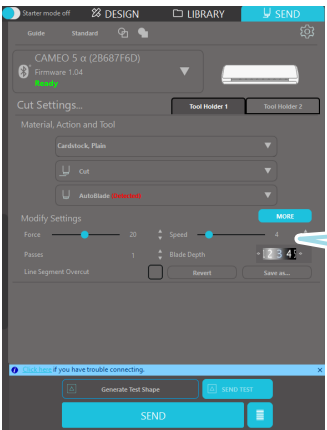 Starter mode off DESIGN LIBRARY SEND
Guide Standard
CAMEO 5 α (2B687F6D)
Firmware 1.04
Ready
Cut Settings... Tool Holder 1 Tool Holder 2
Material, Action and Tool
Cardstock, Plain
Cut
AutoBlade (Detected)
Modify Settings MORE
Force 20 Speed 4
Passes 1 Blade Depth - 2 3 4
Line Segment Overcut Revert Save as...
Click here if you have trouble connecting. ×
Generate Test Shape SEND TEST
SEND